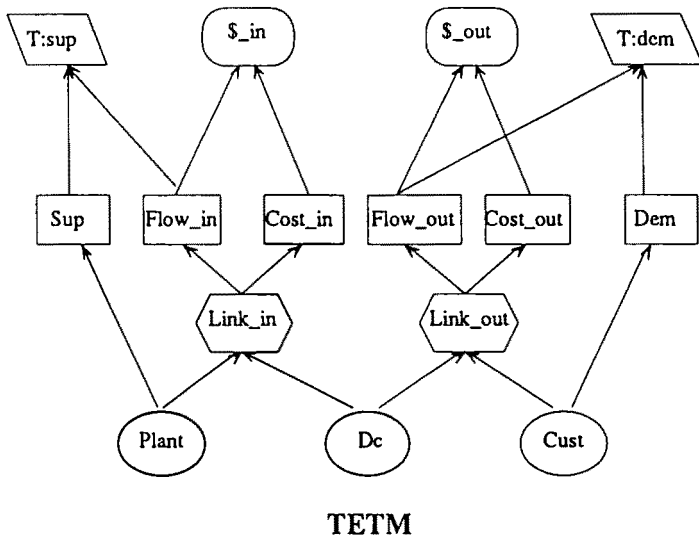 T:sup
$_in
$_out
T:dem
Sup
Flow_in
Cost_in
Flow_out
Cost_out
Dem
Link_in
Link_out
Plant
Dc
Cust
TETM